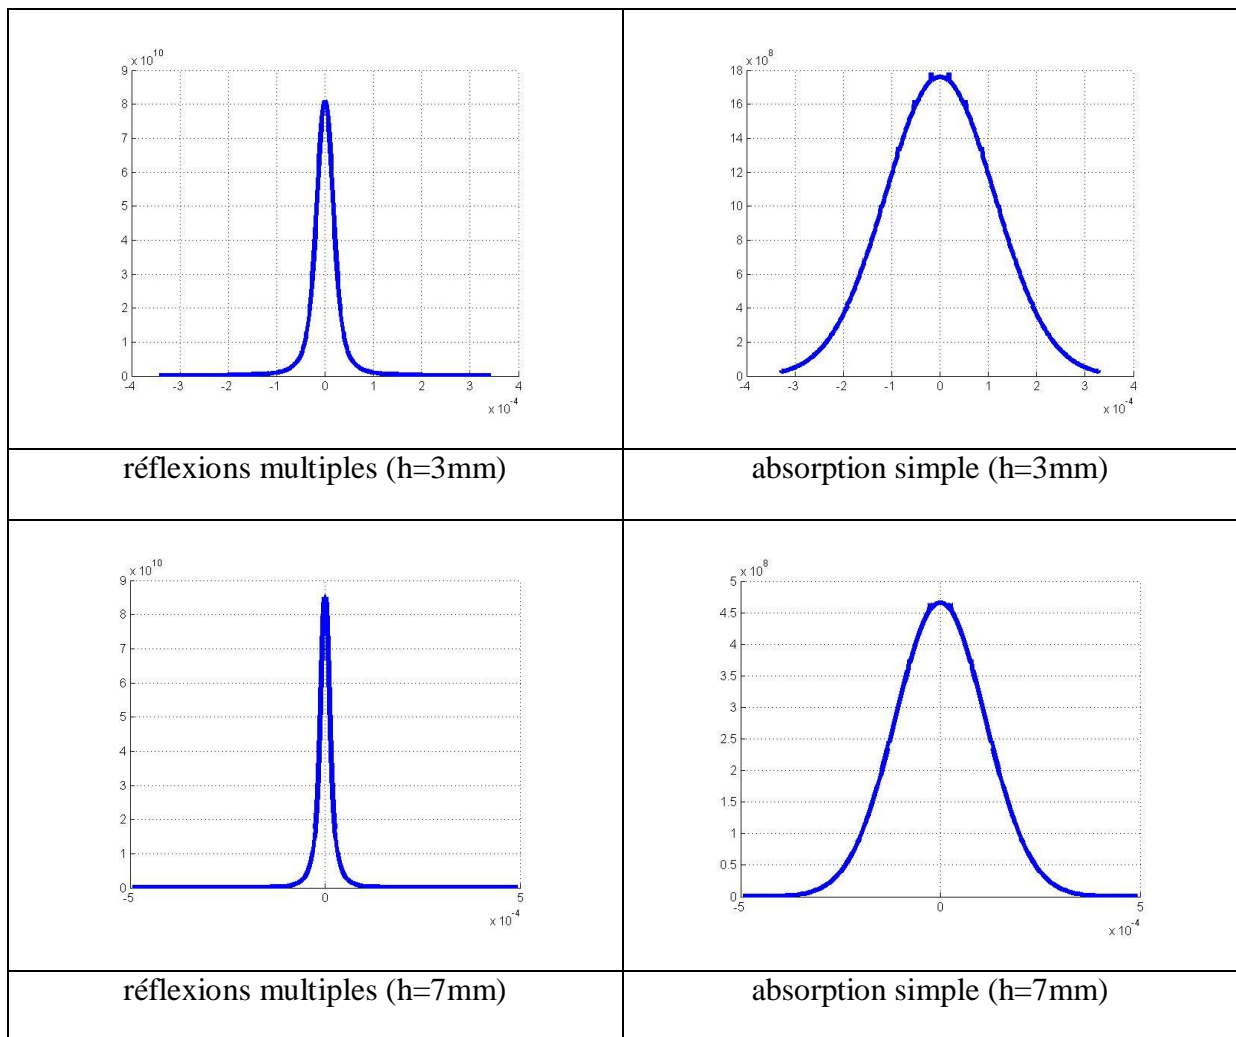 x 10^10
9
8
7
6
5
4
3
2
1
0
-4 -3 -2 -1 0 1 2 3 4
x 10^-4
x 10^8
18
16
14
12
10
8
6
4
2
0
-4 -3 -2 -1 0 1 2 3 4
x 10^-4
réflexions multiples (h=3mm)
absorption simple (h=3mm)
x 10^10
9
8
7
6
5
4
3
2
1
0
-5 0 5
x 10^-4
x 10^8
5
4.5
4
3.5
3
2.5
2
1.5
1
0.5
0
-5 0 5
x 10^-4
réflexions multiples (h=7mm)
absorption simple (h=7mm)